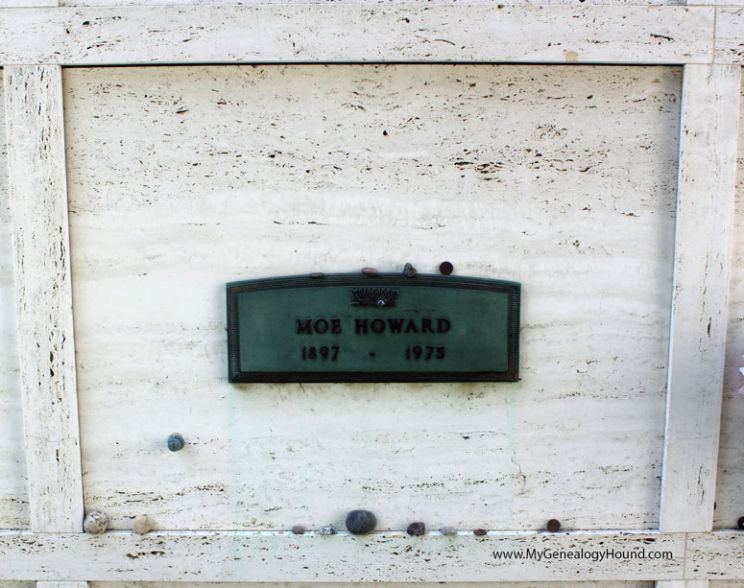 MOE HOWARD
1897 - 1975
www.MyGenealogyHound.com